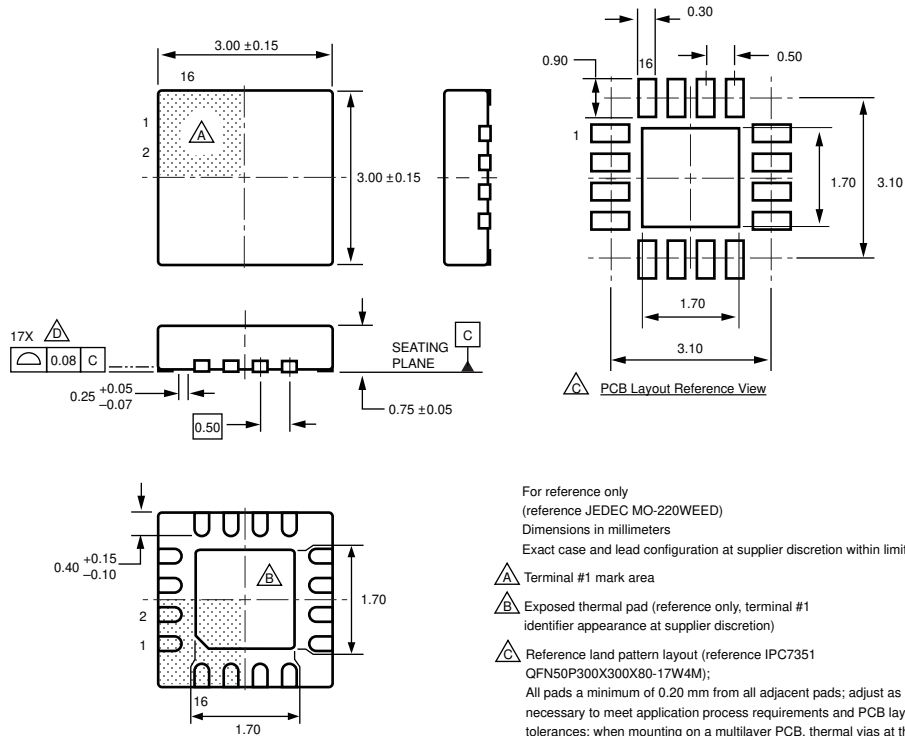 3.00 ±0.15
16
1
2
A
3.00 ±0.15
0.30
0.50
0.90
16
1
1.70
3.10
1.70
3.10
C PCB Layout Reference View
17X D
0.08 C
SEATING
PLANE
C
0.25 +0.05
–0.07
0.50
0.75 ±0.05
0.40 +0.15
–0.10
B
2
1
1.70
16
1.70
For reference only
(reference JEDEC MO-220WEED)
Dimensions in millimeters
Exact case and lead configuration at supplier discretion within limit
A Terminal #1 mark area
B Exposed thermal pad (reference only, terminal #1
identifier appearance at supplier discretion)
C Reference land pattern layout (reference IPC7351
QFN50P300X300X80-17W4M);
All pads a minimum of 0.20 mm from all adjacent pads; adjust as
necessary to meet application process requirements and PCB lay
tolerances; when mounting on a multilayer PCB, thermal vias at th